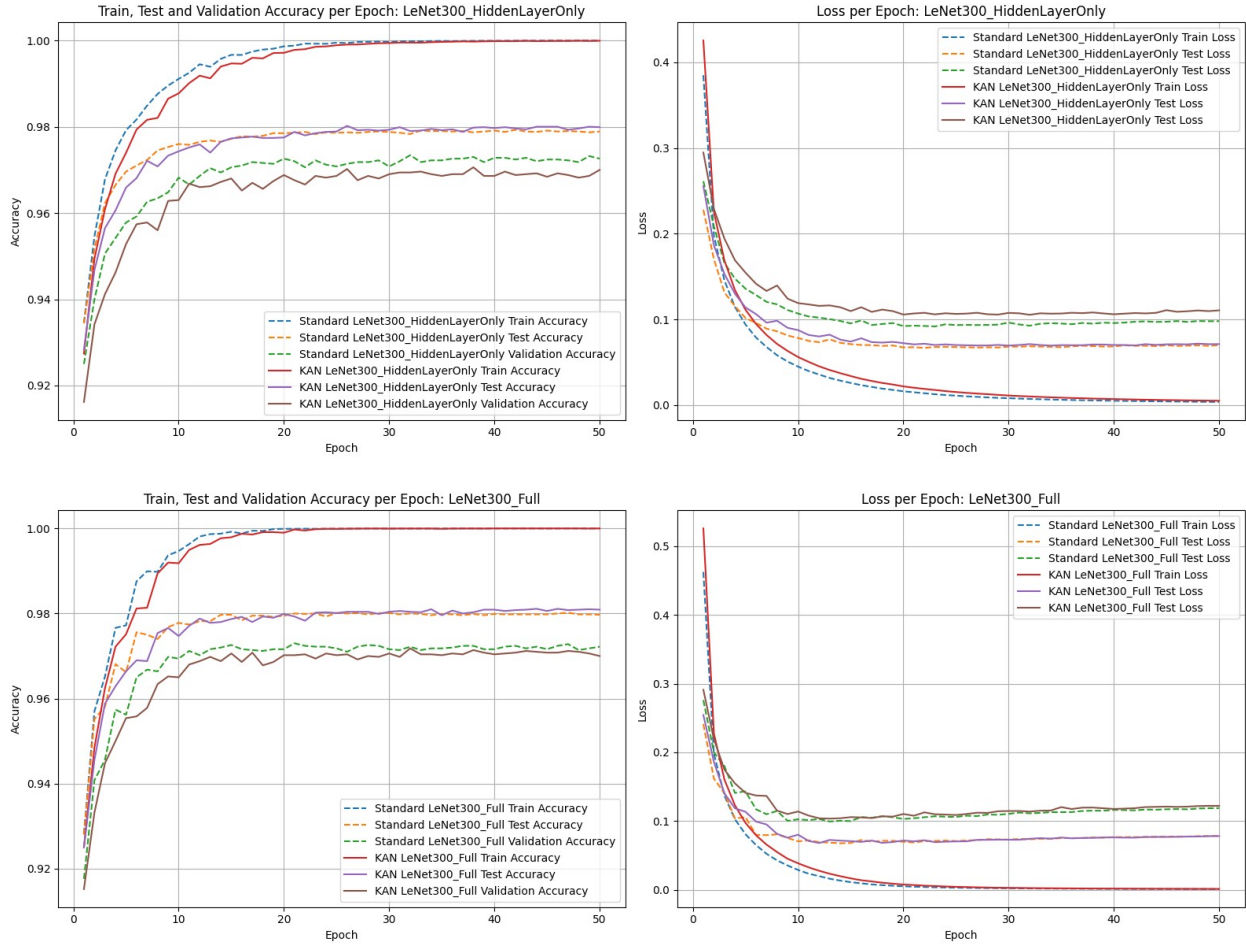 Train, Test and Validation Accuracy per Epoch: LeNet300_HiddenLayerOnly
Accuracy
1.00
0.98
0.96
0.94
0.92
Standard LeNet300_HiddenLayerOnly Train Accuracy
Standard LeNet300_HiddenLayerOnly Test Accuracy
Standard LeNet300_HiddenLayerOnly Validation Accuracy
KAN LeNet300_HiddenLayerOnly Train Accuracy
KAN LeNet300_HiddenLayerOnly Test Accuracy
KAN LeNet300_HiddenLayerOnly Validation Accuracy
0 10 20 30 40 50
Epoch
Loss per Epoch: LeNet300_HiddenLayerOnly
Loss
0.4
0.3
0.2
0.1
0.0
Standard LeNet300_HiddenLayerOnly Train Loss
Standard LeNet300_HiddenLayerOnly Test Loss
Standard LeNet300_HiddenLayerOnly Test Loss
KAN LeNet300_HiddenLayerOnly Train Loss
KAN LeNet300_HiddenLayerOnly Test Loss
KAN LeNet300_HiddenLayerOnly Test Loss
0 10 20 30 40 50
Epoch
Train, Test and Validation Accuracy per Epoch: LeNet300_Full
Accuracy
1.00
0.98
0.96
0.94
0.92
Standard LeNet300_Full Train Accuracy
Standard LeNet300_Full Test Accuracy
Standard LeNet300_Full Validation Accuracy
KAN LeNet300_Full Train Accuracy
KAN LeNet300_Full Test Accuracy
KAN LeNet300_Full Validation Accuracy
0 10 20 30 40 50
Epoch
Loss per Epoch: LeNet300_Full
Loss
0.5
0.4
0.3
0.2
0.1
0.0
Standard LeNet300_Full Train Loss
Standard LeNet300_Full Test Loss
Standard LeNet300_Full Test Loss
KAN LeNet300_Full Train Loss
KAN LeNet300_Full Test Loss
KAN LeNet300_Full Test Loss
0 10 20 30 40 50
Epoch